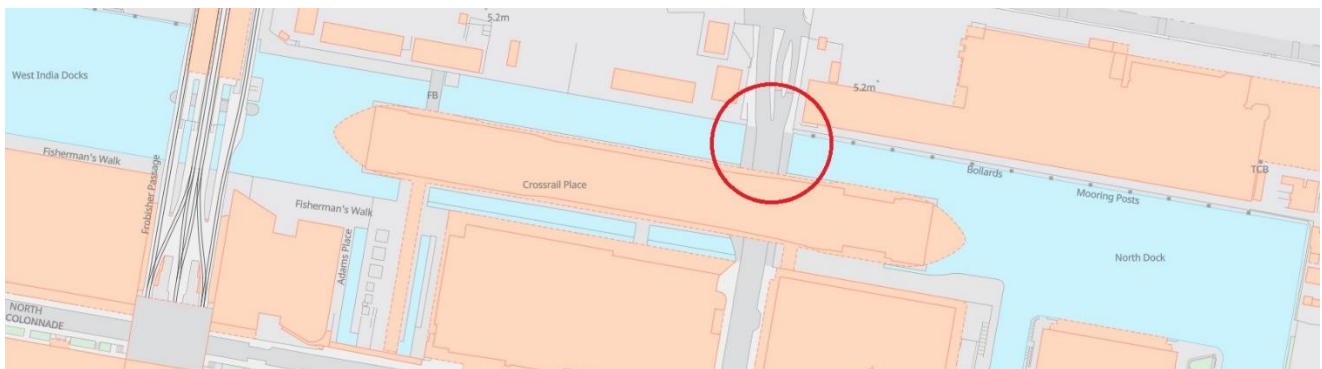 5.2m
West India Docks
FB
5.2m
Fisherman's Walk
Frobisher Passage
Crossrail Place
Bollards
TCB
Mooring Posts
Fisherman's Walk
Adams Place
North Dock
NORTH
COLONNADE